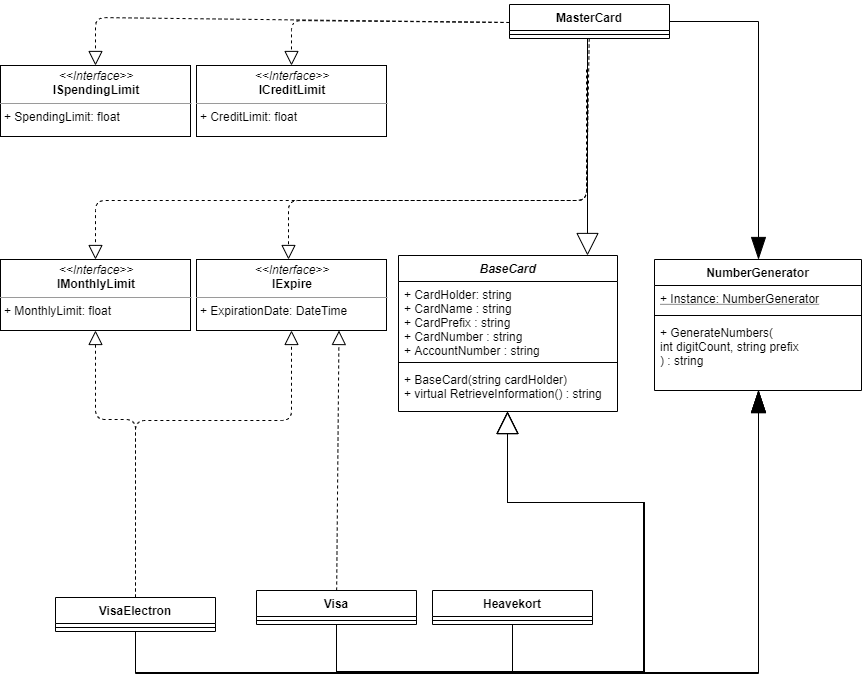 MasterCard
<<Interface>>
ISpendingLimit
+ SpendingLimit: float
<<Interface>>
ICreditLimit
+ CreditLimit: float
<<Interface>>
IMonthlyLimit
+ MonthlyLimit: float
<<Interface>>
IExpire
+ ExpirationDate: DateTime
BaseCard
+ CardHolder: string
+ CardName : string
+ CardPrefix : string
+ CardNumber : string
+ AccountNumber : string
+ BaseCard(string cardHolder)
+ virtual RetrieveInformation() : string
NumberGenerator
+ Instance: NumberGenerator
+ GenerateNumbers(
int digitCount, string prefix
) : string
VisaElectron
Visa
Heavekort